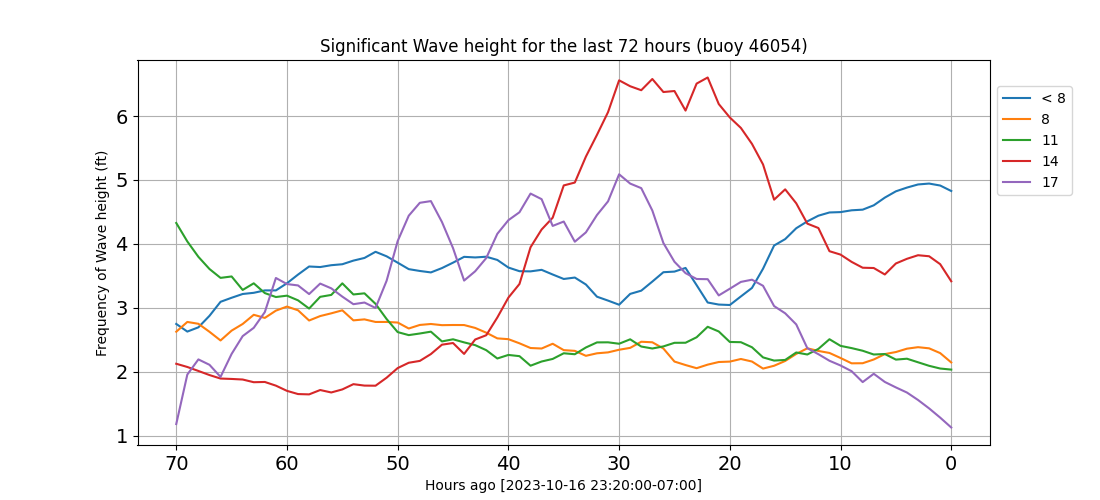 Significant Wave height for the last 72 hours (buoy 46054)
Frequency of Wave height (ft)
6
5
4
3
2
1
70 60 50 40 30 20 10 0
Hours ago [2023-10-16 23:20:00-07:00]
< 8
8
11
14
17